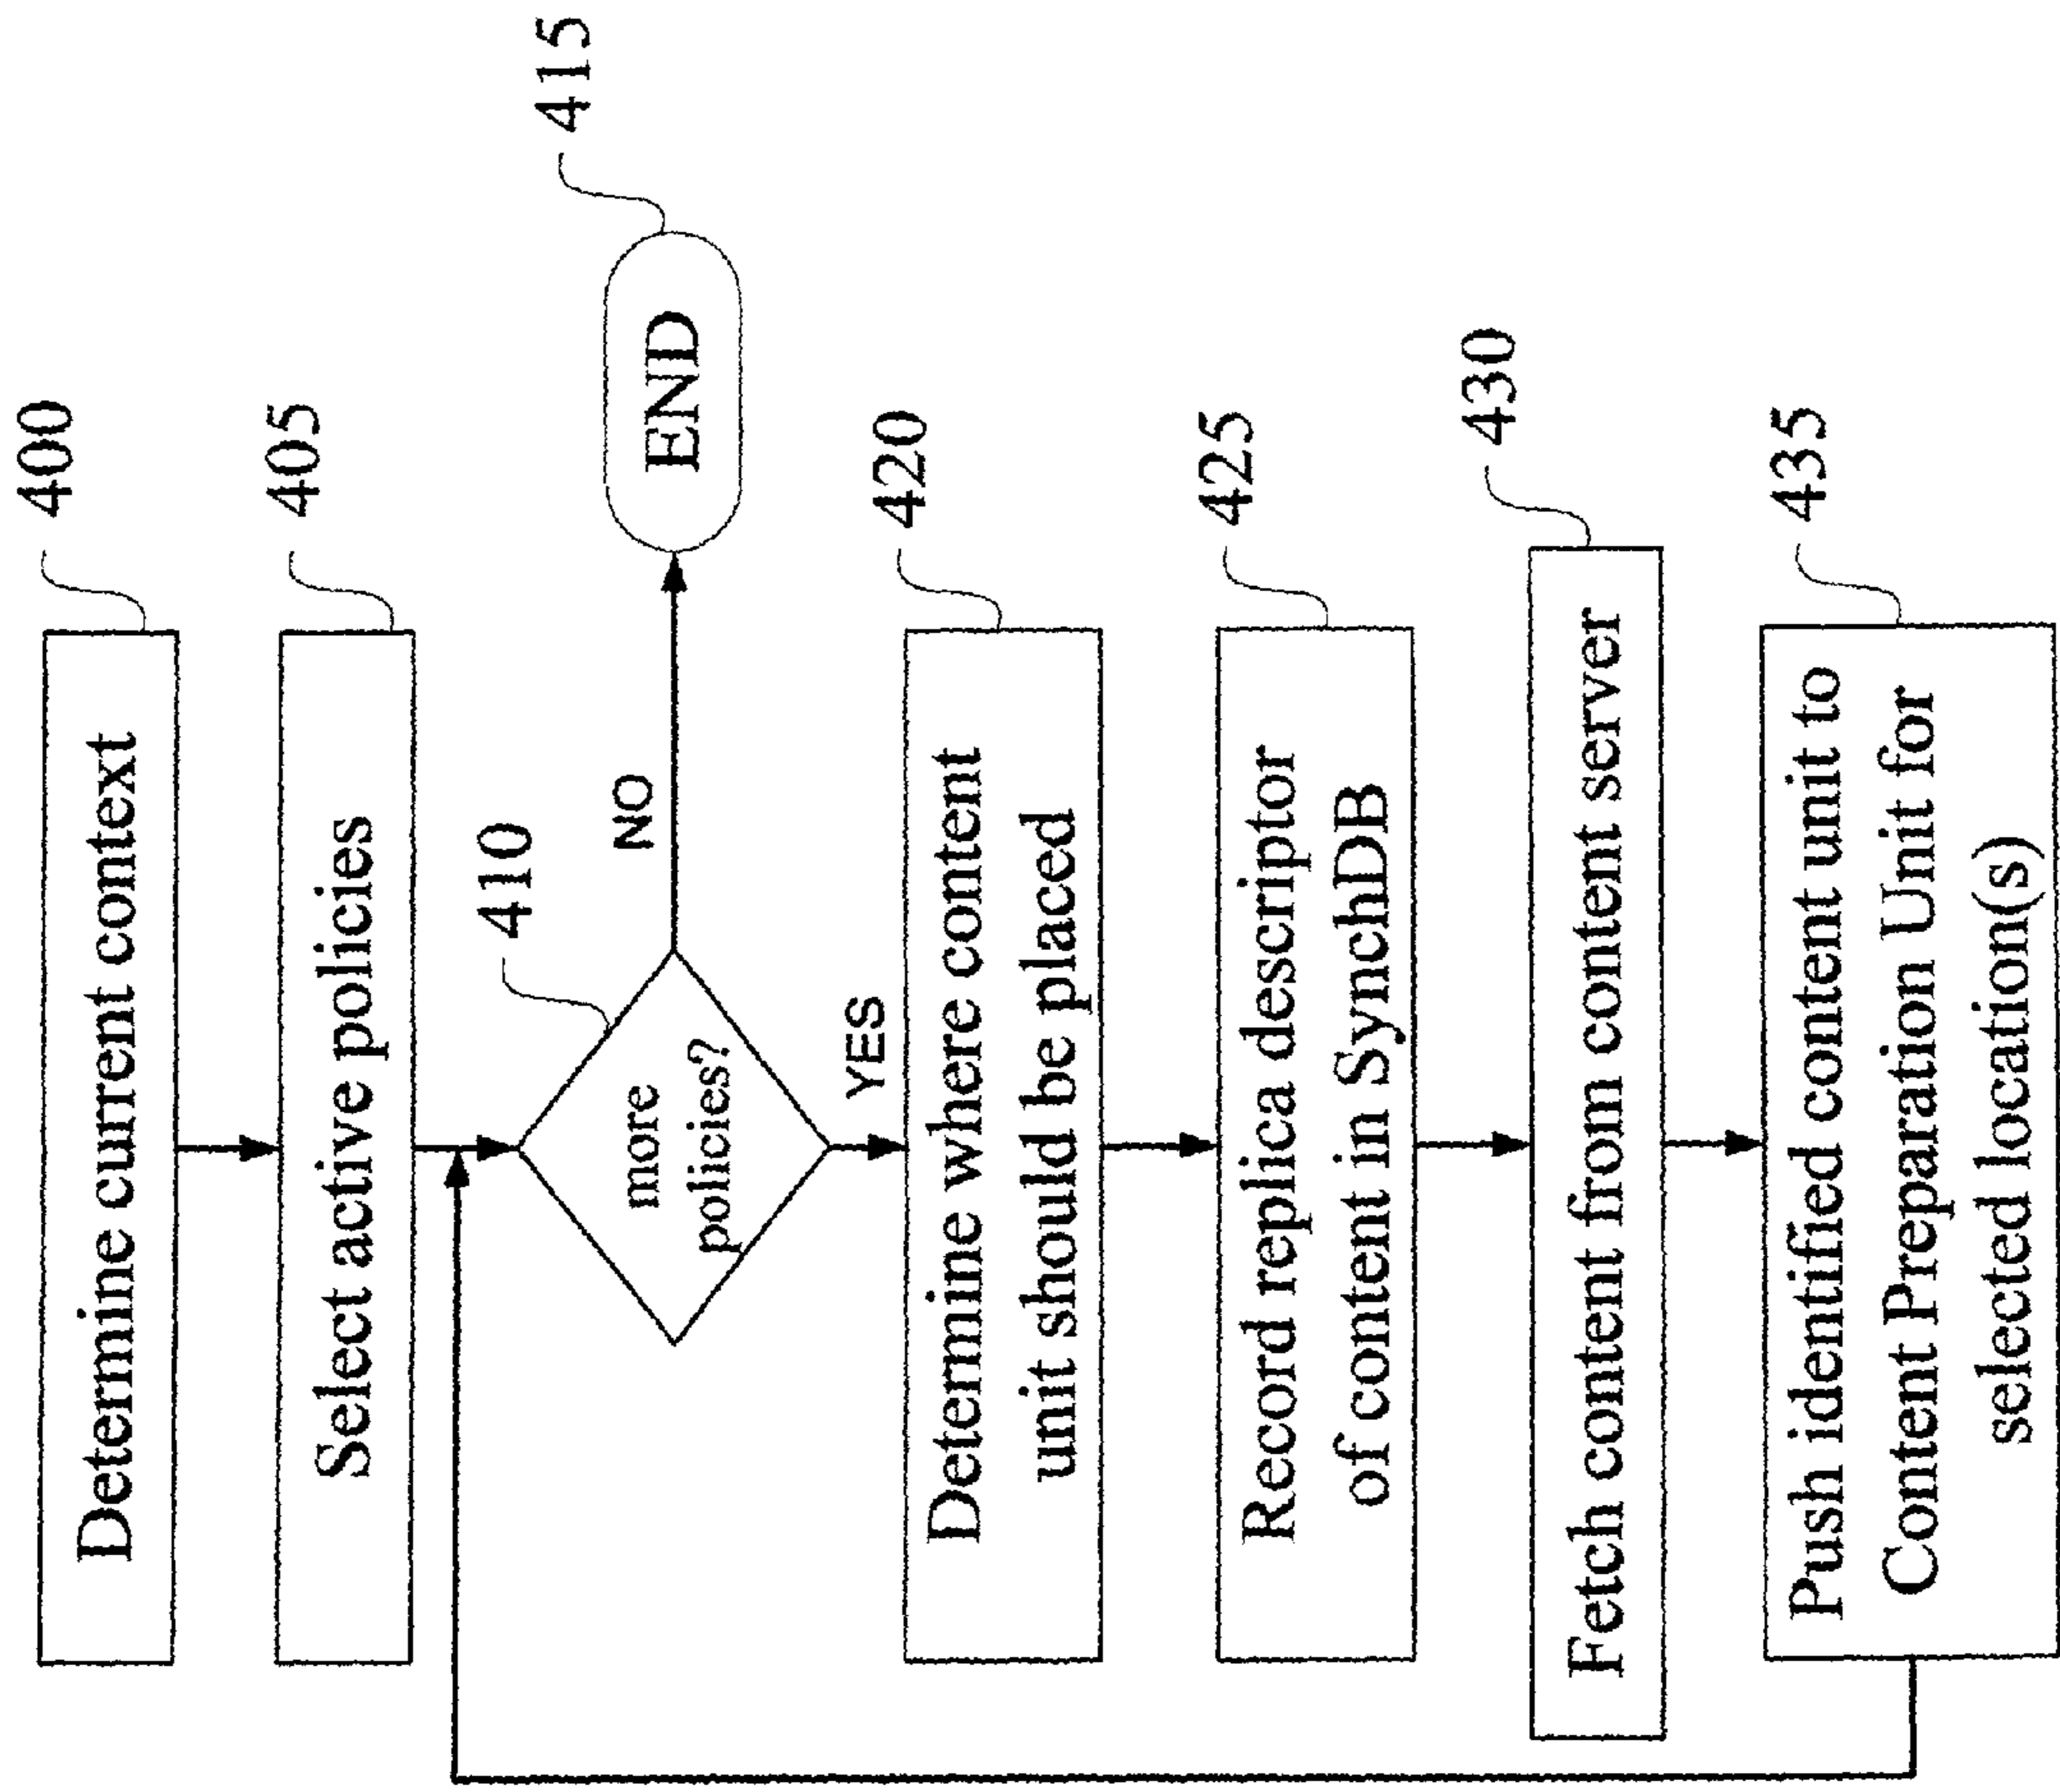 400
Determine current context
405
Select active policies
410
more
policies?
NO
415
END
YES
420
Determine where content
unit should be placed
425
Record replica descriptor
of content in SynchDB
430
Fetch content from content server
435
Push identified content unit to
Content Preparation Unit for
selected location(s)